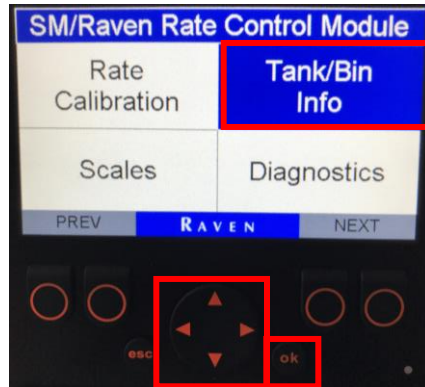 SM/Raven Rate Control Module
Rate
Calibration
Tank/Bin
Info
Scales
Diagnostics
PREV
RAVEN
NEXT
esc
ok